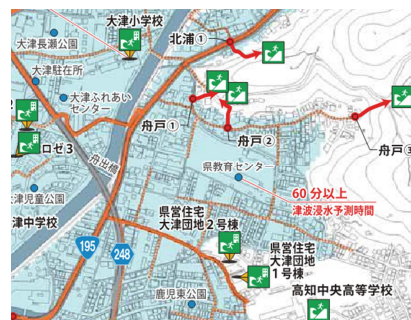 大津小学校
北浦①
大津長瀬公園
大津駐在所
大津ふれあい
センター
舟戸①
舟戸②
舟戸③
ロゼ3
舟出橋
県教育センター
60分以上
津波浸水予測時間
大津児童公園
津中学校
県営住宅
大津団地2号棟
195
248
県営住宅
大津団地
1号棟
高知中央高等学校
鹿児東公園